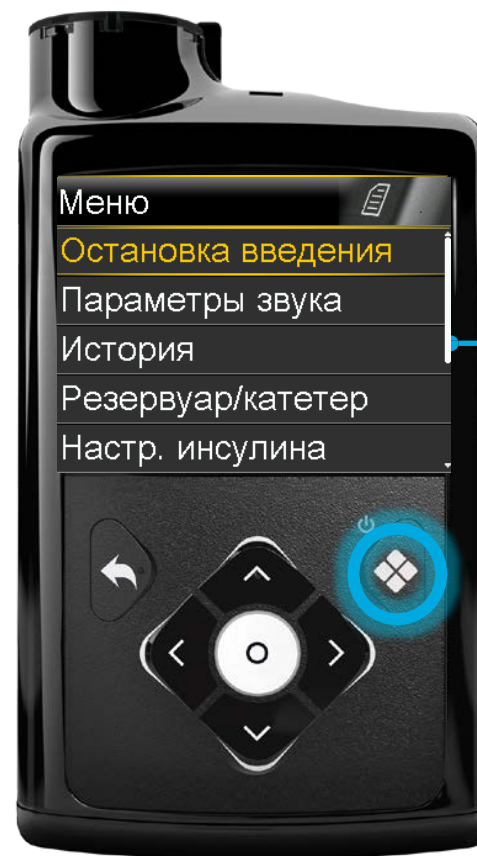 Меню
Остановка введения
Параметры звука
История
Резервуар/катетер
Настр. инсулина